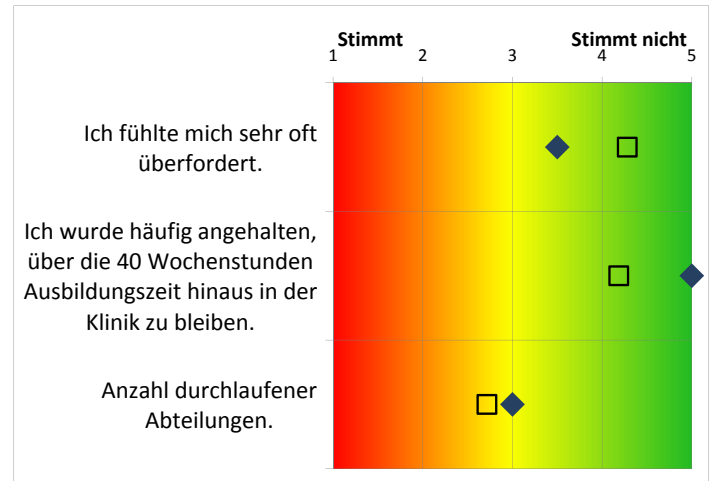 Stimmt Stimmt nicht
1 2 3 4 5
Ich fühlte mich sehr oft
überfordert.
Ich wurde häufig angehalten,
über die 40 Wochenstunden
Ausbildungszeit hinaus in der
Klinik zu bleiben.
Anzahl durchlaufener
Abteilungen.